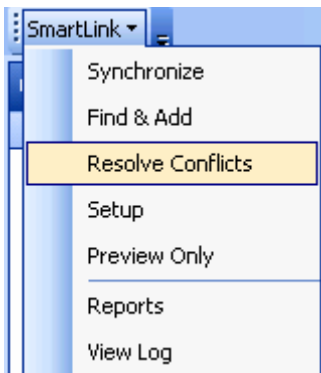 SmartLink
Synchronize
Find & Add
Resolve Conflicts
Setup
Preview Only
Reports
View Log